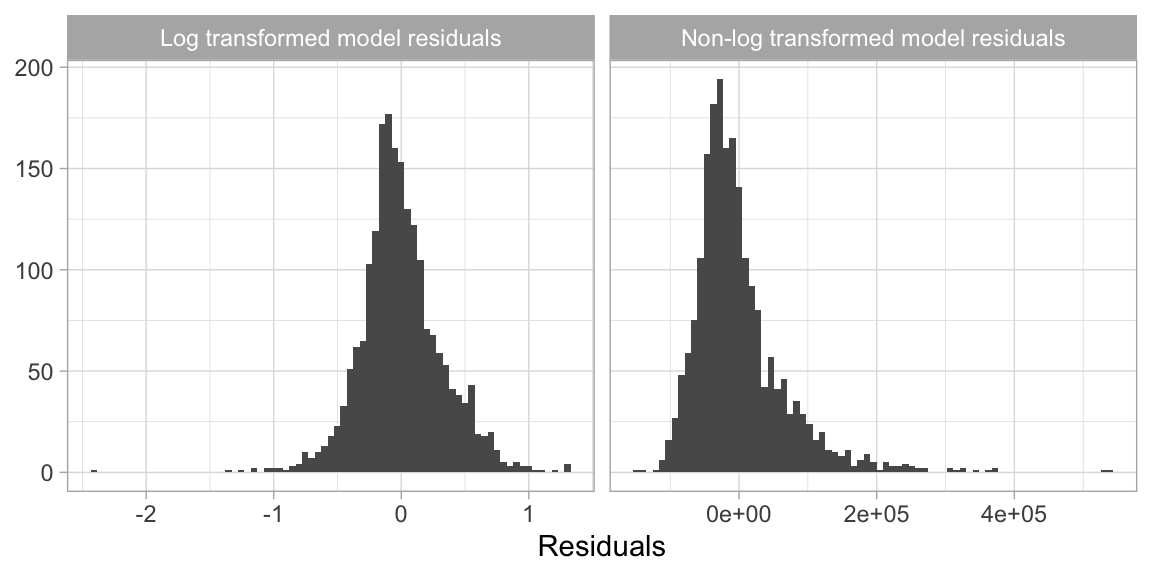 Log transformed model residuals
Non-log transformed model residuals
200
150
100
50
0
-2 -1 0 1
0e+00 2e+05 4e+05
Residuals